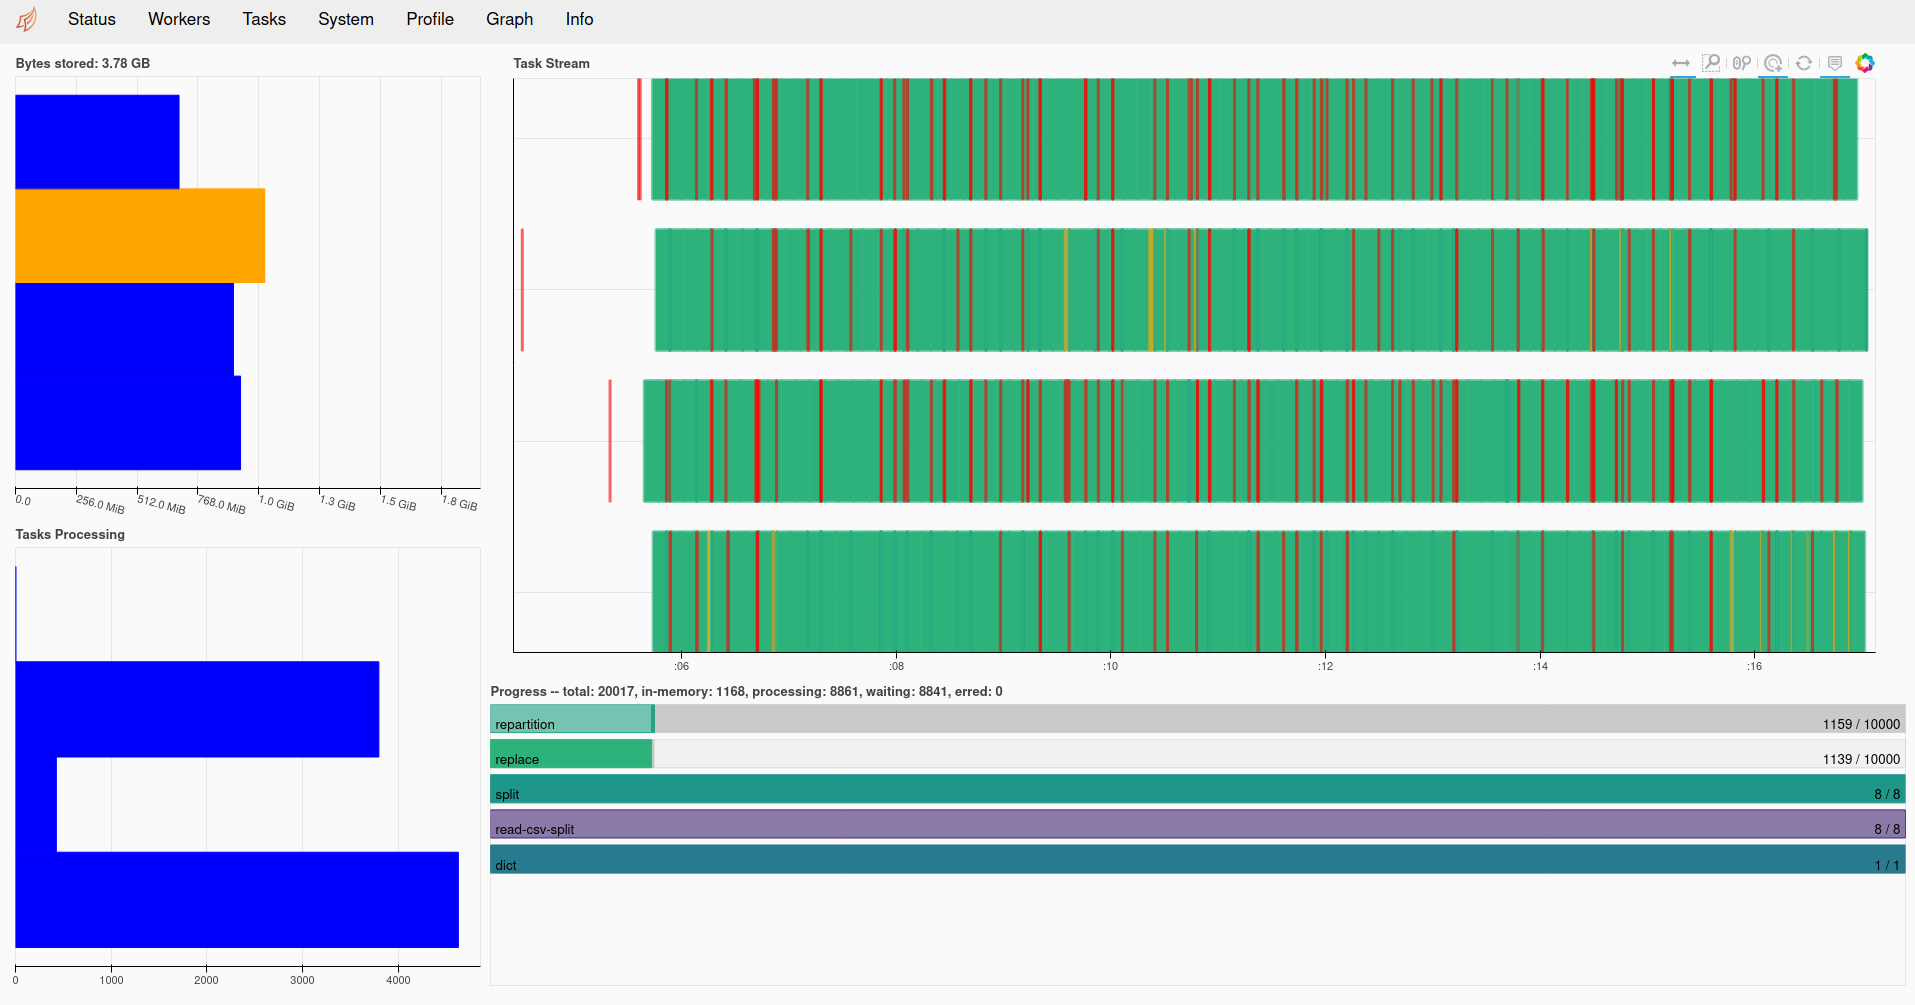 Status Workers Tasks System Profile Graph Info
Bytes stored: 3.78 GB
0.0 256.0 MiB 512.0 MiB 768.0 MiB 1.0 GiB 1.3 GiB 1.5 GiB 1.8 GiB
Tasks Processing
0 1000 2000 3000 4000
Task Stream
:06 :08 :10 :12 :14 :16
Progress -- total: 20017, in-memory: 1168, processing: 8861, waiting: 8841, erred: 0
repartition 1159 / 10000
replace 1139 / 10000
split 8 / 8
read-csv-split 8 / 8
dict 1 / 1